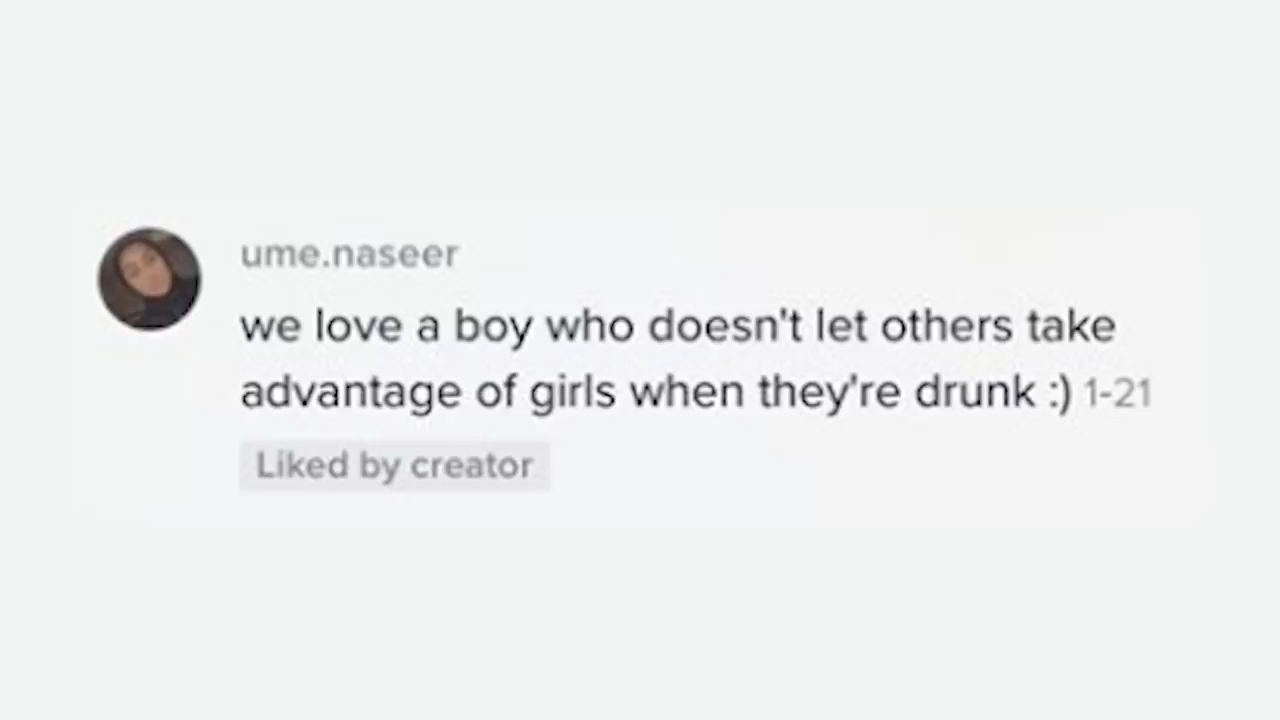 ume.naseer
we love a boy who doesn't let others take
advantage of girls when they're drunk :) 1-21
Liked by creator